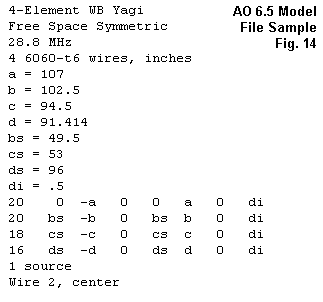 4-Element WB Yagi
AO 6.5 Model
Free Space Symmetric
File Sample
28.8 MHz
Fig. 14
4 6060-t6 wires, inches
a = 107
b = 102.5
c = 94.5
d = 91.414
bs = 49.5
cs = 53
ds = 96
di = .5
20 0 -a 0 0 a 0 di
20 bs -b 0 bs b 0 di
18 cs -c 0 cs c 0 di
16 ds -d 0 ds d 0 di
1 source
Wire 2, center